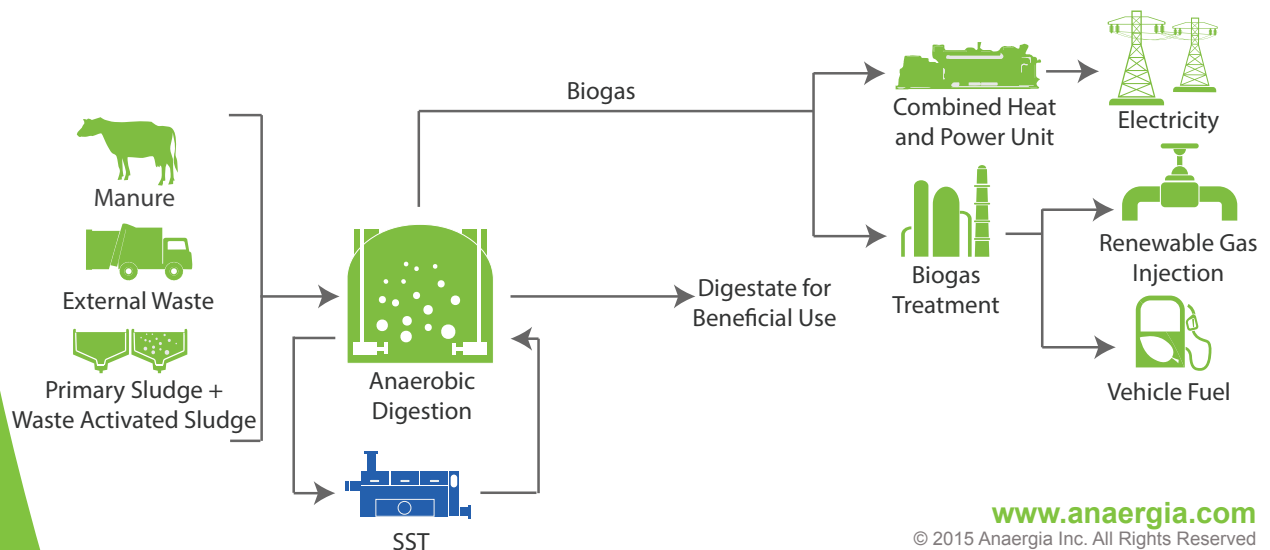 Manure
External Waste
Primary Sludge +
Waste Activated Sludge
Anaerobic
Digestion
SST
Biogas
Digestate for
Beneficial Use
Combined Heat
and Power Unit
Electricity
Biogas
Treatment
Renewable Gas
Injection
Vehicle Fuel
www.anaergia.com
© 2015 Anaergia Inc. All Rights Reserved